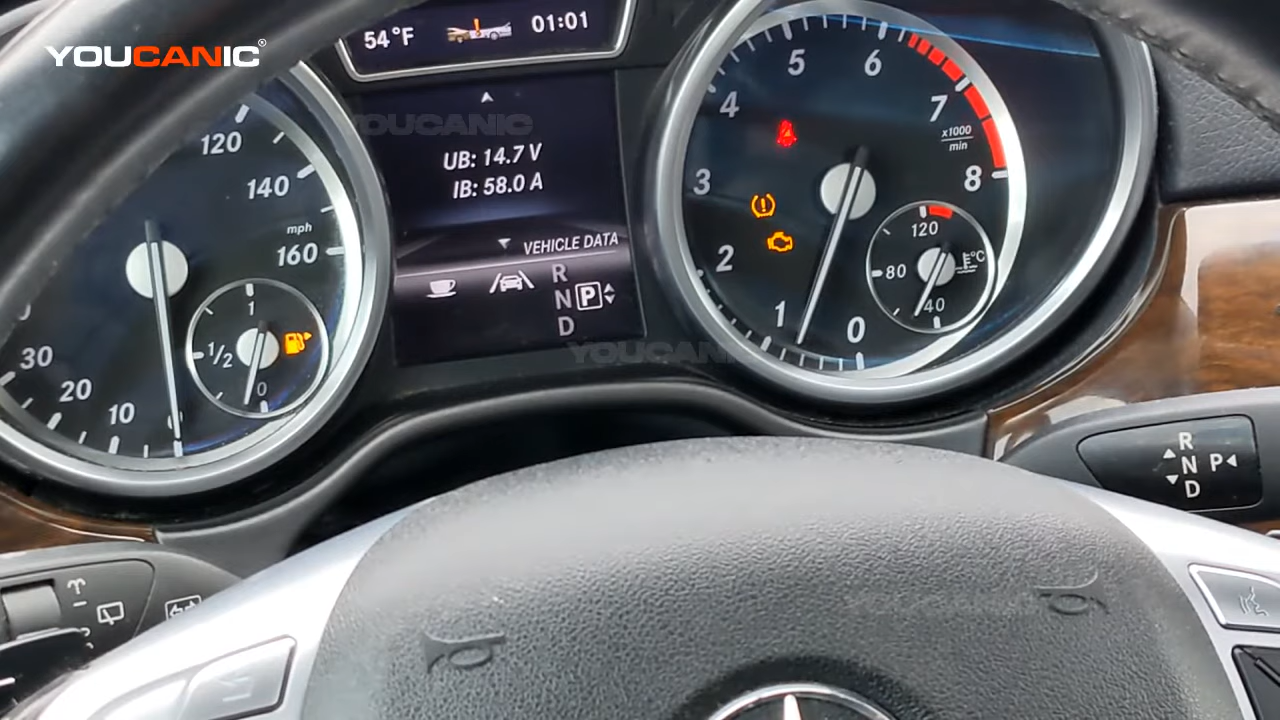 YOUCANIC®
54°F
01:01
YOUCANIC
UB: 14.7 V
IB: 58.0 A
VEHICLE DATA
R
N P
D
120
140
mph
160
30
20
10
1
1/2
0
5
6
4
7
x1000
min
3
8
2
1
0
120
80
°C
40
YOUCANIC
R
N P
D